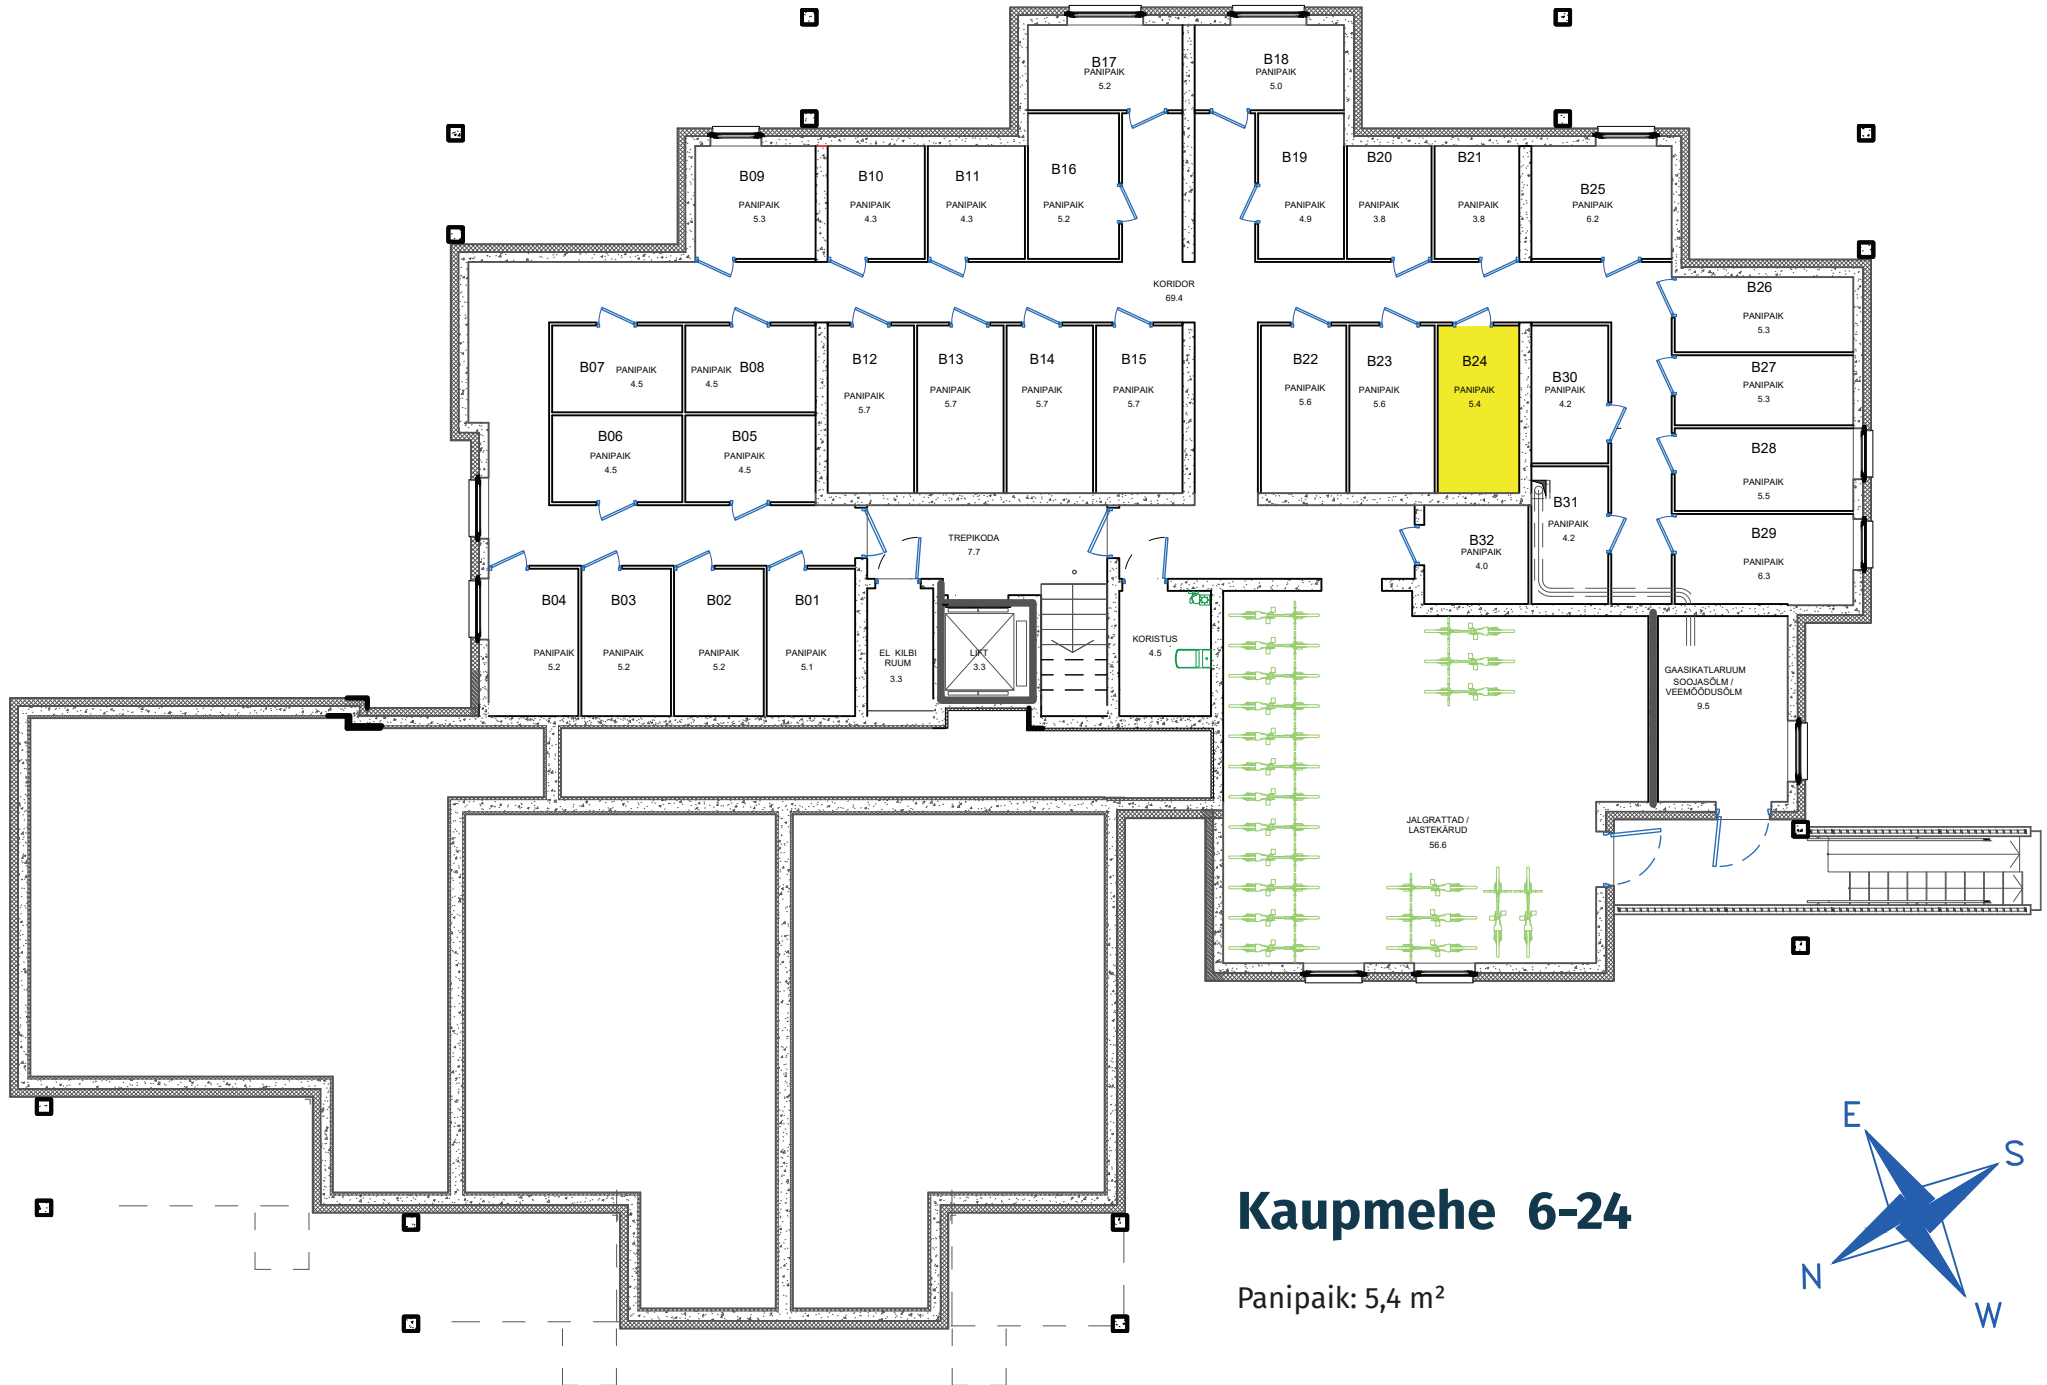 B17
PANIPAIK
5.2
B18
PANIPAIK
5.0
B09
PANIPAIK
5.3
B10
PANIPAIK
4.3
B11
PANIPAIK
4.3
B16
PANIPAIK
5.2
B19
PANIPAIK
4.9
B20
PANIPAIK
3.8
B21
PANIPAIK
3.8
B25
PANIPAIK
6.2
KORIDOR
69.4
B26
PANIPAIK
5.3
B07
PANIPAIK
4.5
PANIPAIK
4.5
B08
B12
PANIPAIK
5.7
B13
PANIPAIK
5.7
B14
PANIPAIK
5.7
B15
PANIPAIK
5.7
B22
PANIPAIK
5.6
B23
PANIPAIK
5.6
B24
PANIPAIK
5.4
B30
PANIPAIK
4.2
B27
PANIPAIK
5.3
B06
PANIPAIK
4.5
B05
PANIPAIK
4.5
B28
PANIPAIK
5.5
B31
PANIPAIK
4.2
B32
PANIPAIK
4.0
B29
PANIPAIK
6.3
TREPIKODA
7.7
B04
PANIPAIK
5.2
B03
PANIPAIK
5.2
B02
PANIPAIK
5.2
B01
PANIPAIK
5.1
EL KILBI
RUUM
3.3
LIFT
3.3
KORISTUS
4.5
GAASIKATLARUUM
SOOJASÕLM /
VEEMÕÕDUSÕLM
9.5
JALGRATTAD /
LASTEKÄRUD
56.6
Kaupmehe 6-24
Panipaik: 5,4 m²
E
S
N
W